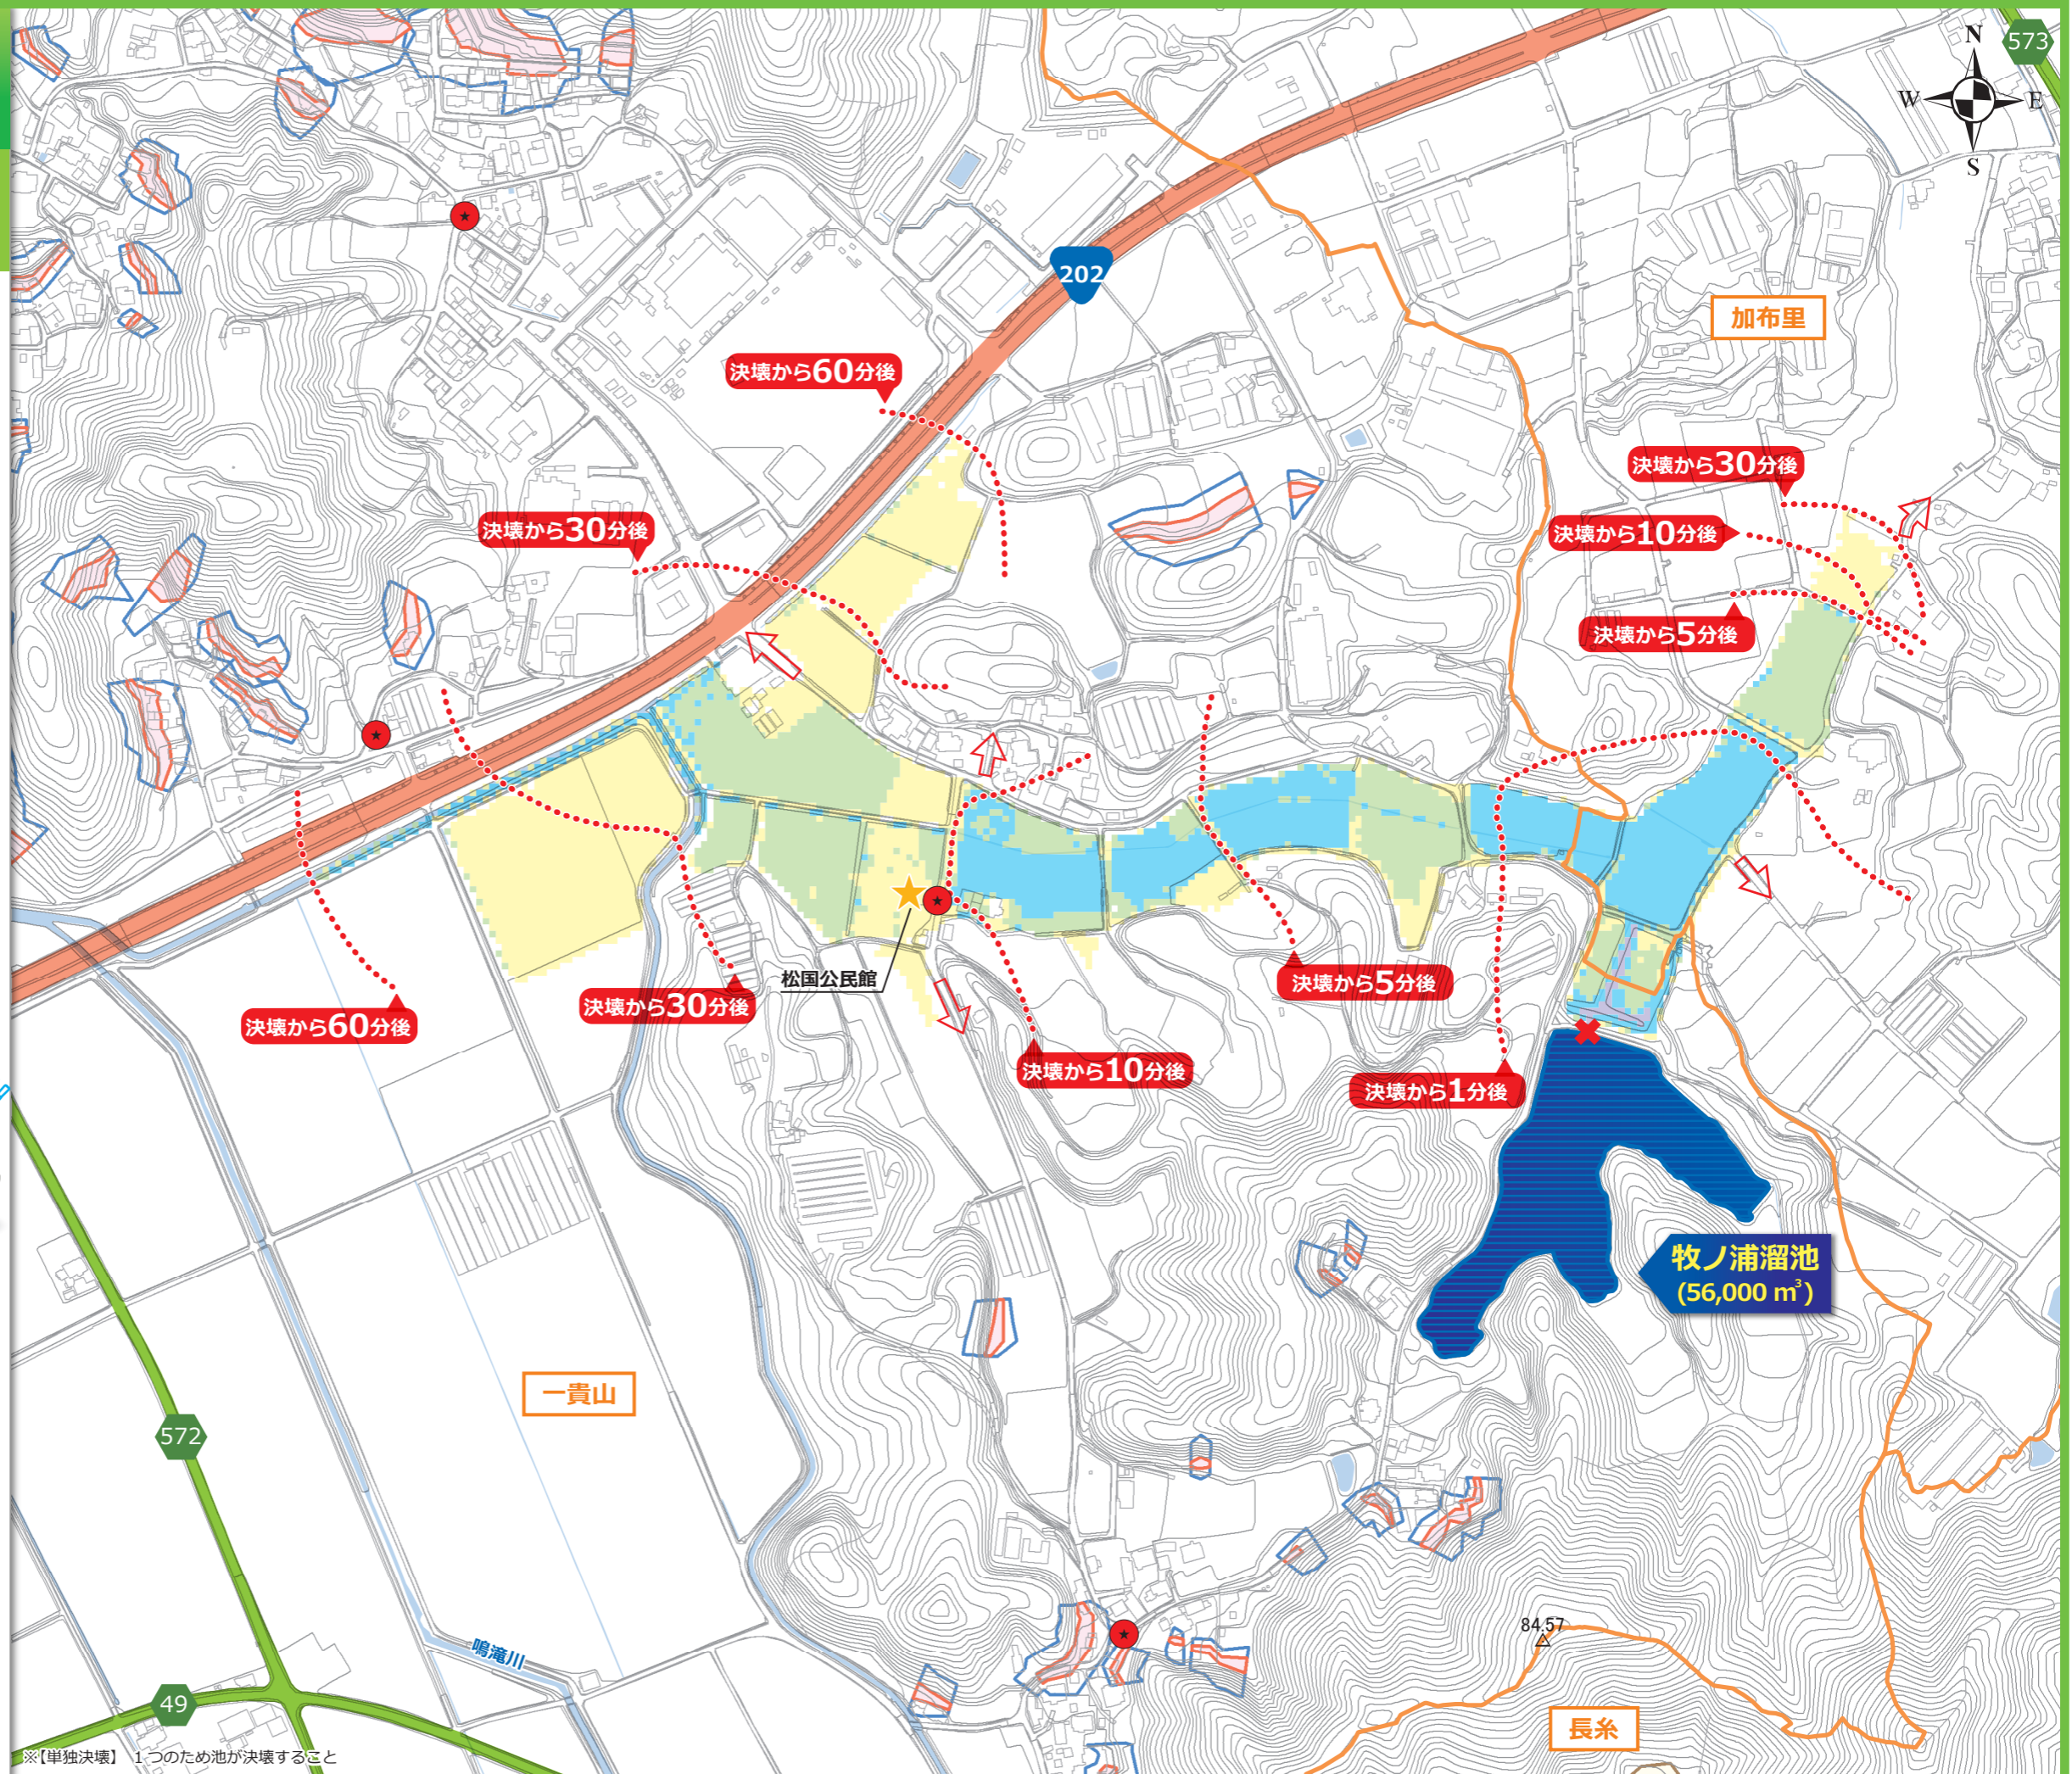 573
N
W
E
S
202
加布里
決壊から60分後
決壊から30分後
決壊から30分後
決壊から10分後
決壊から5分後
松国公民館
決壊から5分後
決壊から30分後
決壊から60分後
決壊から10分後
決壊から1分後
牧ノ浦溜池
(56,000 m³)
一貴山
572
84.57
鳴滝川
49
長糸
※【単独決壊】 1つのため池が決壊すること